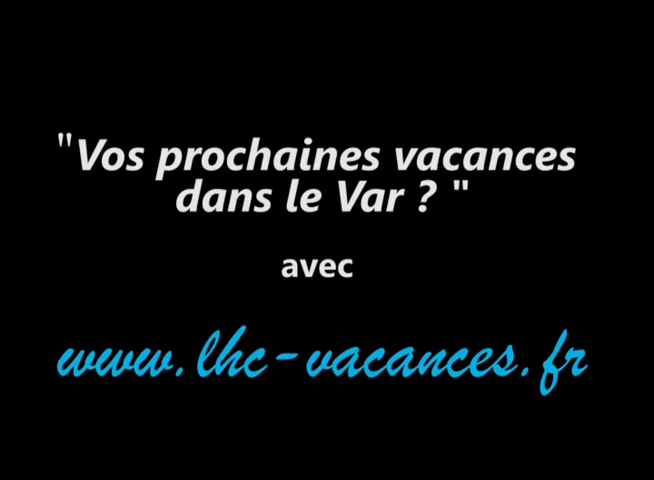 "Vos prochaines vacances
dans le Var ? "
avec
www.lhc-vacances.fr